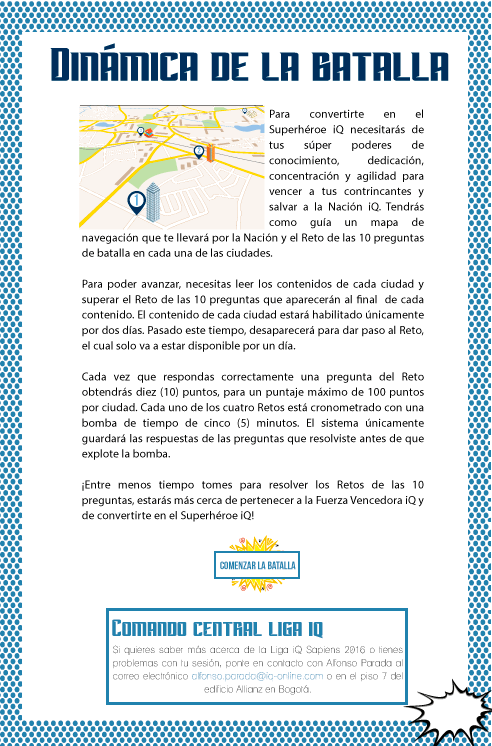 Dinámica de la batalla
Para convertirte en el
Superhéroe iQ necesitarás de
tus súper poderes de
conocimiento, dedicación,
concentración y agilidad para
vencer a tus contrincantes y
salvar a la Nación iQ. Tendrás
como guía un mapa de
navegación que te llevará por la Nación y el Reto de las 10 preguntas
de batalla en cada una de las ciudades.
Para poder avanzar, necesitas leer los contenidos de cada ciudad y
superar el Reto de las 10 preguntas que aparecerán al final de cada
contenido. El contenido de cada ciudad estará habilitado únicamente
por dos días. Pasado este tiempo, desaparecerá para dar paso al Reto,
el cual solo va a estar disponible por un día.
Cada vez que respondas correctamente una pregunta del Reto
obtendrás diez (10) puntos, para un puntaje máximo de 100 puntos
por ciudad. Cada uno de los cuatro Retos está cronometrado con una
bomba de tiempo de cinco (5) minutos. El sistema únicamente
guardará las respuestas de las preguntas que resolviste antes de que
explote la bomba.
¡Entre menos tiempo tomes para resolver los Retos de las 10
preguntas, estarás más cerca de pertenecer a la Fuerza Vencedora iQ y
de convertirte en el Superhéroe iQ!
COMENZAR LA BATALLA
Comando central Liga iQ
Si quieres saber más acerca de la Liga iQ Sapiens 2016 o tienes
problemas con tu sesión, ponte en contacto con Alfonso Parada al
correo electrónico alfonso.parada@iq-online.com o en el piso 7 del
edificio Allianz en Bogotá.
1